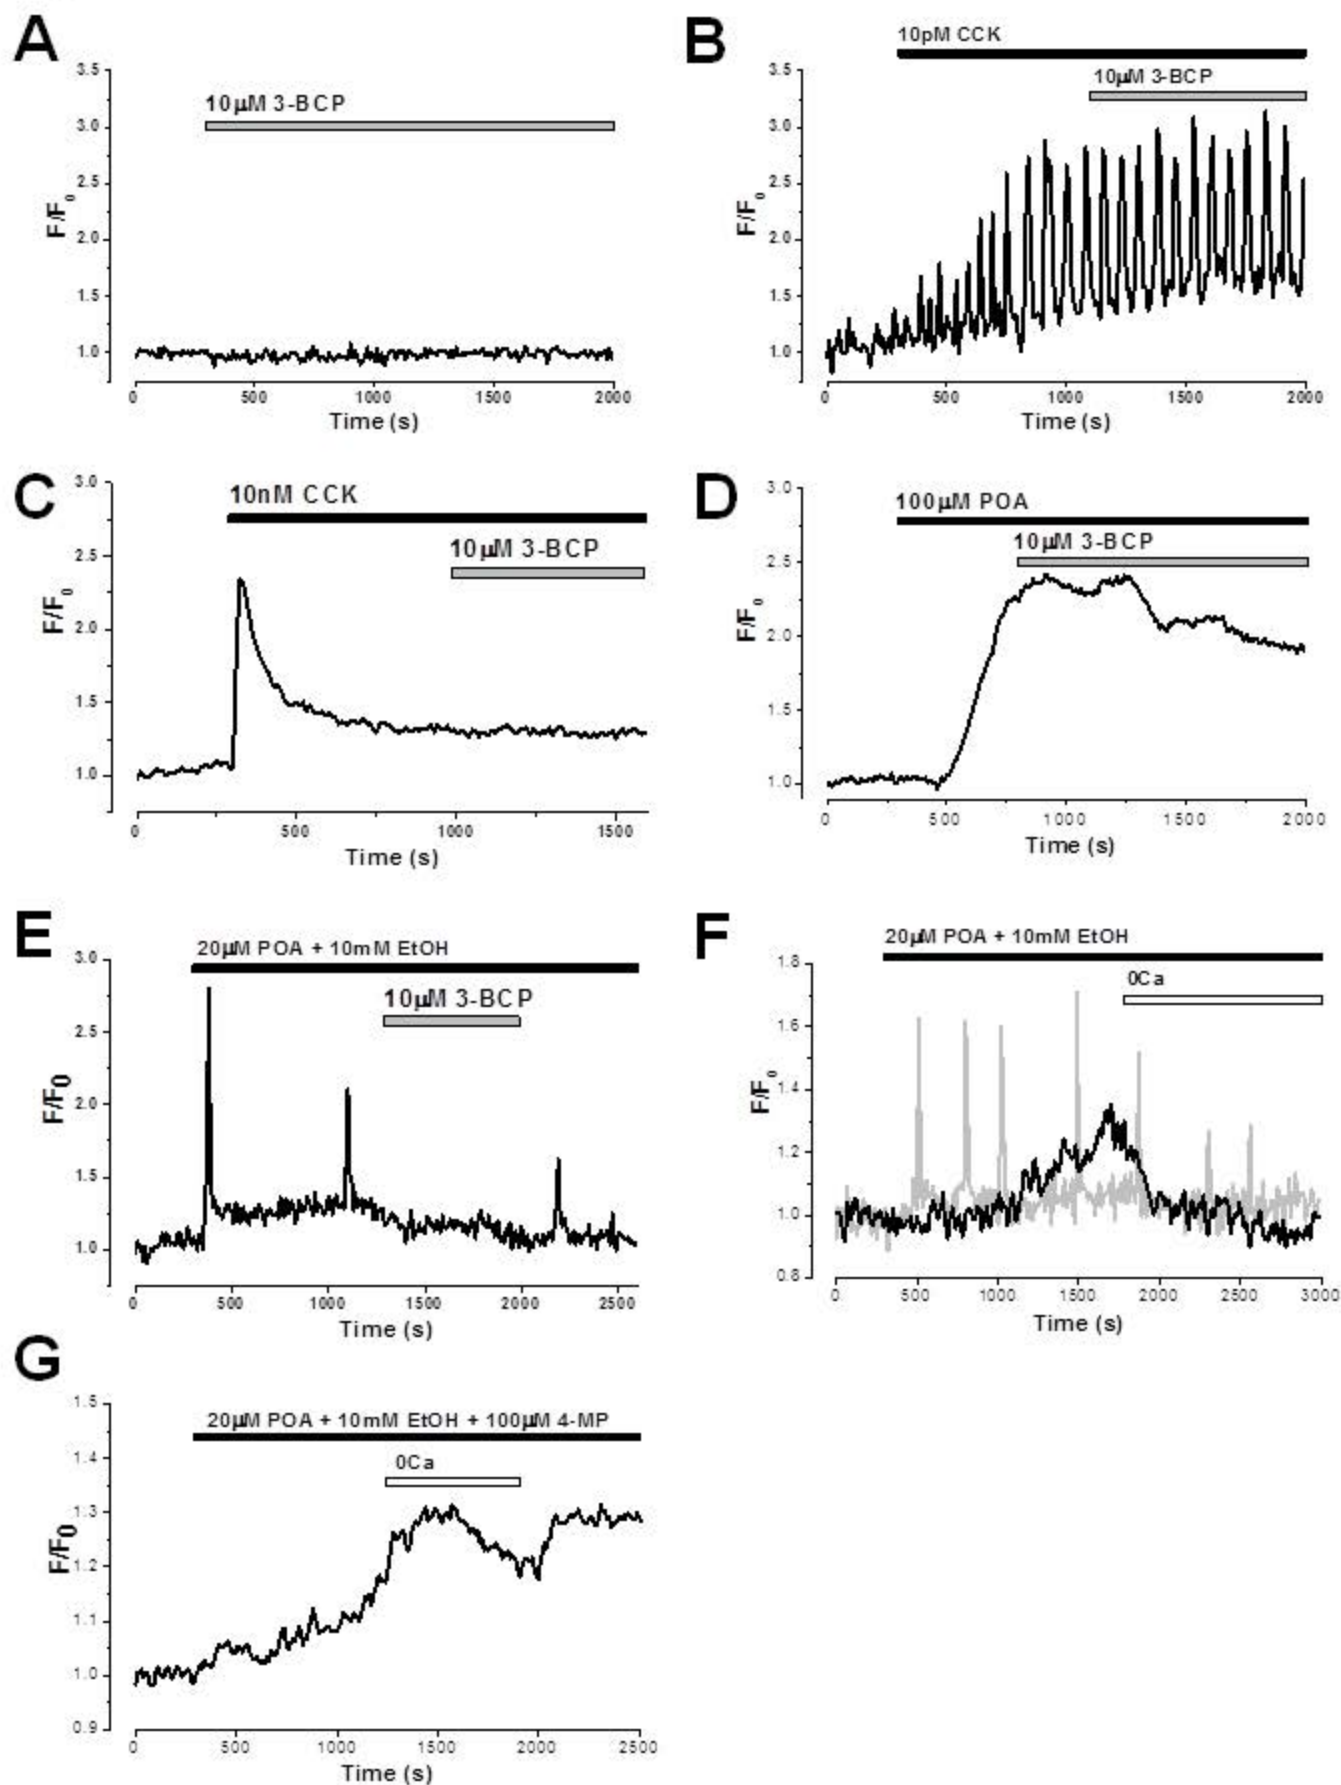 A
10µM 3-BCP
3.5
3.0
2.5
2.0
1.5
1.0
F/F0
0 500 1000 1500 2000
Time (s)
B
10pM CCK
10µM 3-BCP
3.5
3.0
2.5
2.0
1.5
1.0
F/F0
0 500 1000 1500 2000
Time (s)
C
10nM CCK
10µM 3-BCP
3.0
2.5
2.0
1.5
1.0
F/F0
0 500 1000 1500
Time (s)
D
100µM POA
10µM 3-BCP
3.0
2.5
2.0
1.5
1.0
F/F0
0 500 1000 1500 2000
Time (s)
E
20µM POA + 10mM EtOH
10µM 3-BCP
3.0
2.5
2.0
1.5
1.0
F/F0
0 500 1000 1500 2000 2500
Time (s)
F
20µM POA + 10mM EtOH
0Ca
1.8
1.6
1.4
1.2
1.0
0.8
F/F0
0 500 1000 1500 2000 2500 3000
Time (s)
G
20µM POA + 10mM EtOH + 100µM 4-MP
0Ca
1.5
1.4
1.3
1.2
1.1
1.0
0.9
F/F0
0 500 1000 1500 2000 2500
Time (s)